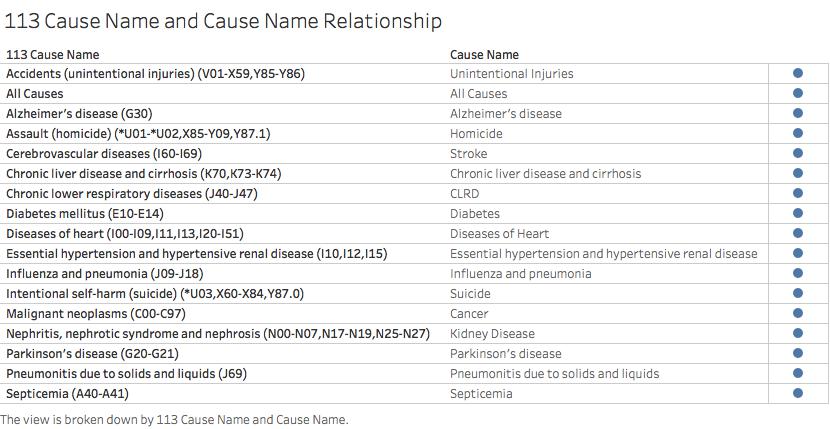 113 Cause Name and Cause Name Relationship
113 Cause Name Cause Name
Accidents (unintentional injuries) (V01-X59,Y85-Y86) Unintentional Injuries
All Causes All Causes
Alzheimer's disease (G30) Alzheimer's disease
Assault (homicide) (*U01-*U02,X85-Y09,Y87.1) Homicide
Cerebrovascular diseases (I60-I69) Stroke
Chronic liver disease and cirrhosis (K70,K73-K74) Chronic liver disease and cirrhosis
Chronic lower respiratory diseases (J40-J47) CLRD
Diabetes mellitus (E10-E14) Diabetes
Diseases of heart (I00-I09,I11,I13,I20-I51) Diseases of Heart
Essential hypertension and hypertensive renal disease (I10,I12,I15) Essential hypertension and hypertensive renal disease
Influenza and pneumonia (J09-J18) Influenza and pneumonia
Intentional self-harm (suicide) (*U03,X60-X84,Y87.0) Suicide
Malignant neoplasms (C00-C97) Cancer
Nephritis, nephrotic syndrome and nephrosis (N00-N07,N17-N19,N25-N27) Kidney Disease
Parkinson's disease (G20-G21) Parkinson's disease
Pneumonitis due to solids and liquids (J69) Pneumonitis due to solids and liquids
Septicemia (A40-A41) Septicemia
The view is broken down by 113 Cause Name and Cause Name.